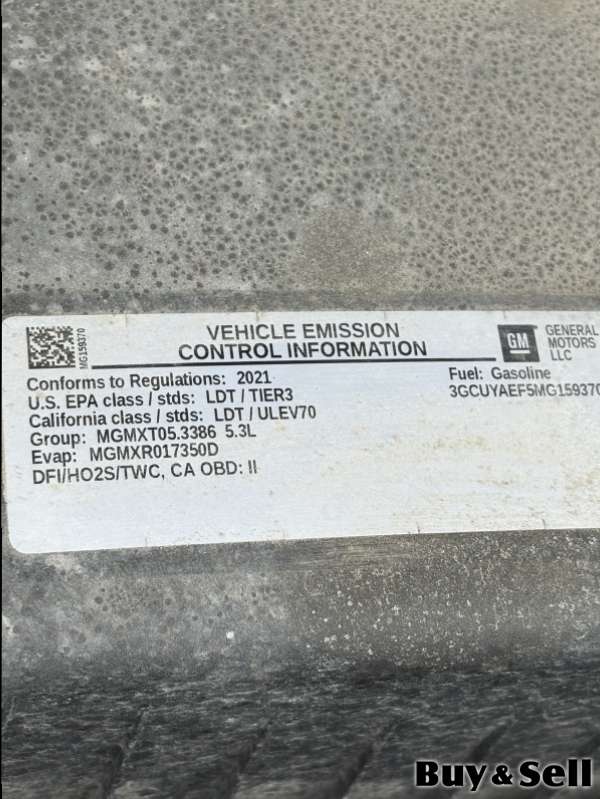 MG159370
VEHICLE EMISSION
CONTROL INFORMATION
GM
GENERAL
MOTORS
LLC
Conforms to Regulations: 2021
U.S. EPA class / stds: LDT / TIER3
California class / stds: LDT / ULEV70
Group: MGMXT05.3386 5.3L
Evap: MGMXR017350D
DFI/HO2S/TWC, CA OBD: II
Fuel: Gasoline
3GCUYAEF5MG159370
Buy & Sell